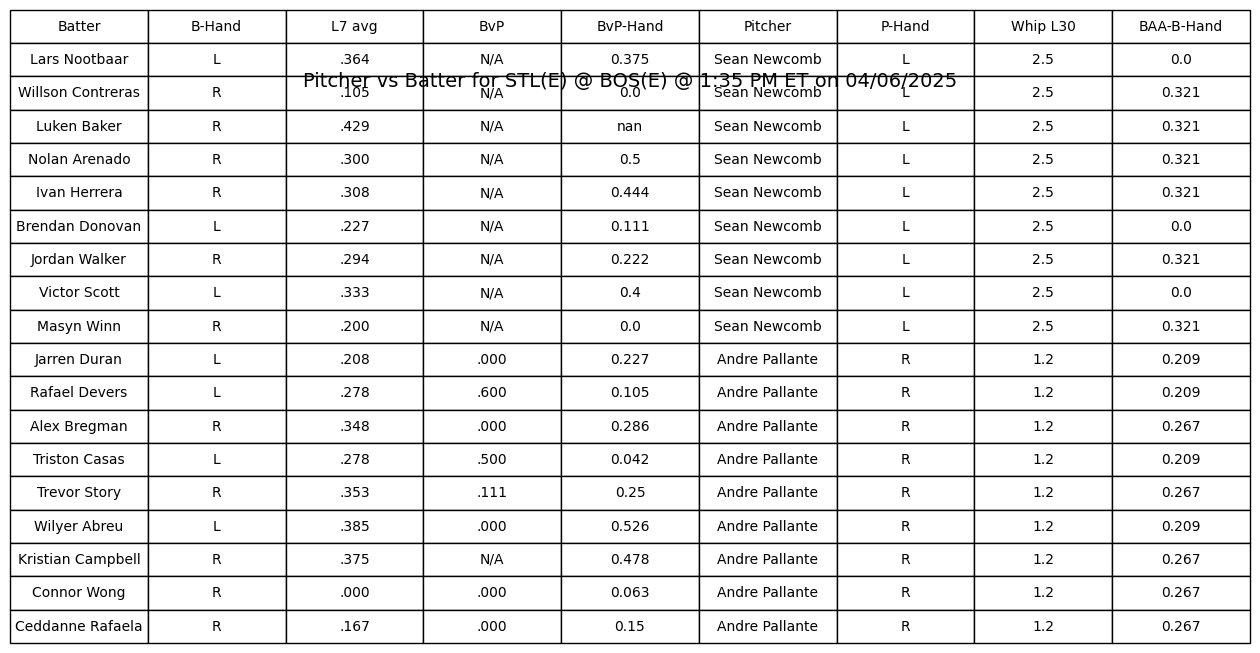 Batter B-Hand L7 avg BvP BvP-Hand Pitcher P-Hand Whip L30 BAA-B-Hand
Lars Nootbaar L .364 N/A 0.375 Sean Newcomb L 2.5 0.0
Pitcher vs Batter for STL(E) @ BOS(E) @ 1:35 PM ET on 04/06/2025
Willson Contreras R .105 N/A 0.0 Sean Newcomb L 2.5 0.321
Luken Baker R .429 N/A nan Sean Newcomb L 2.5 0.321
Nolan Arenado R .300 N/A 0.5 Sean Newcomb L 2.5 0.321
Ivan Herrera R .308 N/A 0.444 Sean Newcomb L 2.5 0.321
Brendan Donovan L .227 N/A 0.111 Sean Newcomb L 2.5 0.0
Jordan Walker R .294 N/A 0.222 Sean Newcomb L 2.5 0.321
Victor Scott L .333 N/A 0.4 Sean Newcomb L 2.5 0.0
Masyn Winn R .200 N/A 0.0 Sean Newcomb L 2.5 0.321
Jarren Duran L .208 .000 0.227 Andre Pallante R 1.2 0.209
Rafael Devers L .278 .600 0.105 Andre Pallante R 1.2 0.209
Alex Bregman R .348 .000 0.286 Andre Pallante R 1.2 0.267
Triston Casas L .278 .500 0.042 Andre Pallante R 1.2 0.209
Trevor Story R .353 .111 0.25 Andre Pallante R 1.2 0.267
Wilyer Abreu L .385 .000 0.526 Andre Pallante R 1.2 0.209
Kristian Campbell R .375 N/A 0.478 Andre Pallante R 1.2 0.267
Connor Wong R .000 .000 0.063 Andre Pallante R 1.2 0.267
Ceddanne Rafaela R .167 .000 0.15 Andre Pallante R 1.2 0.267